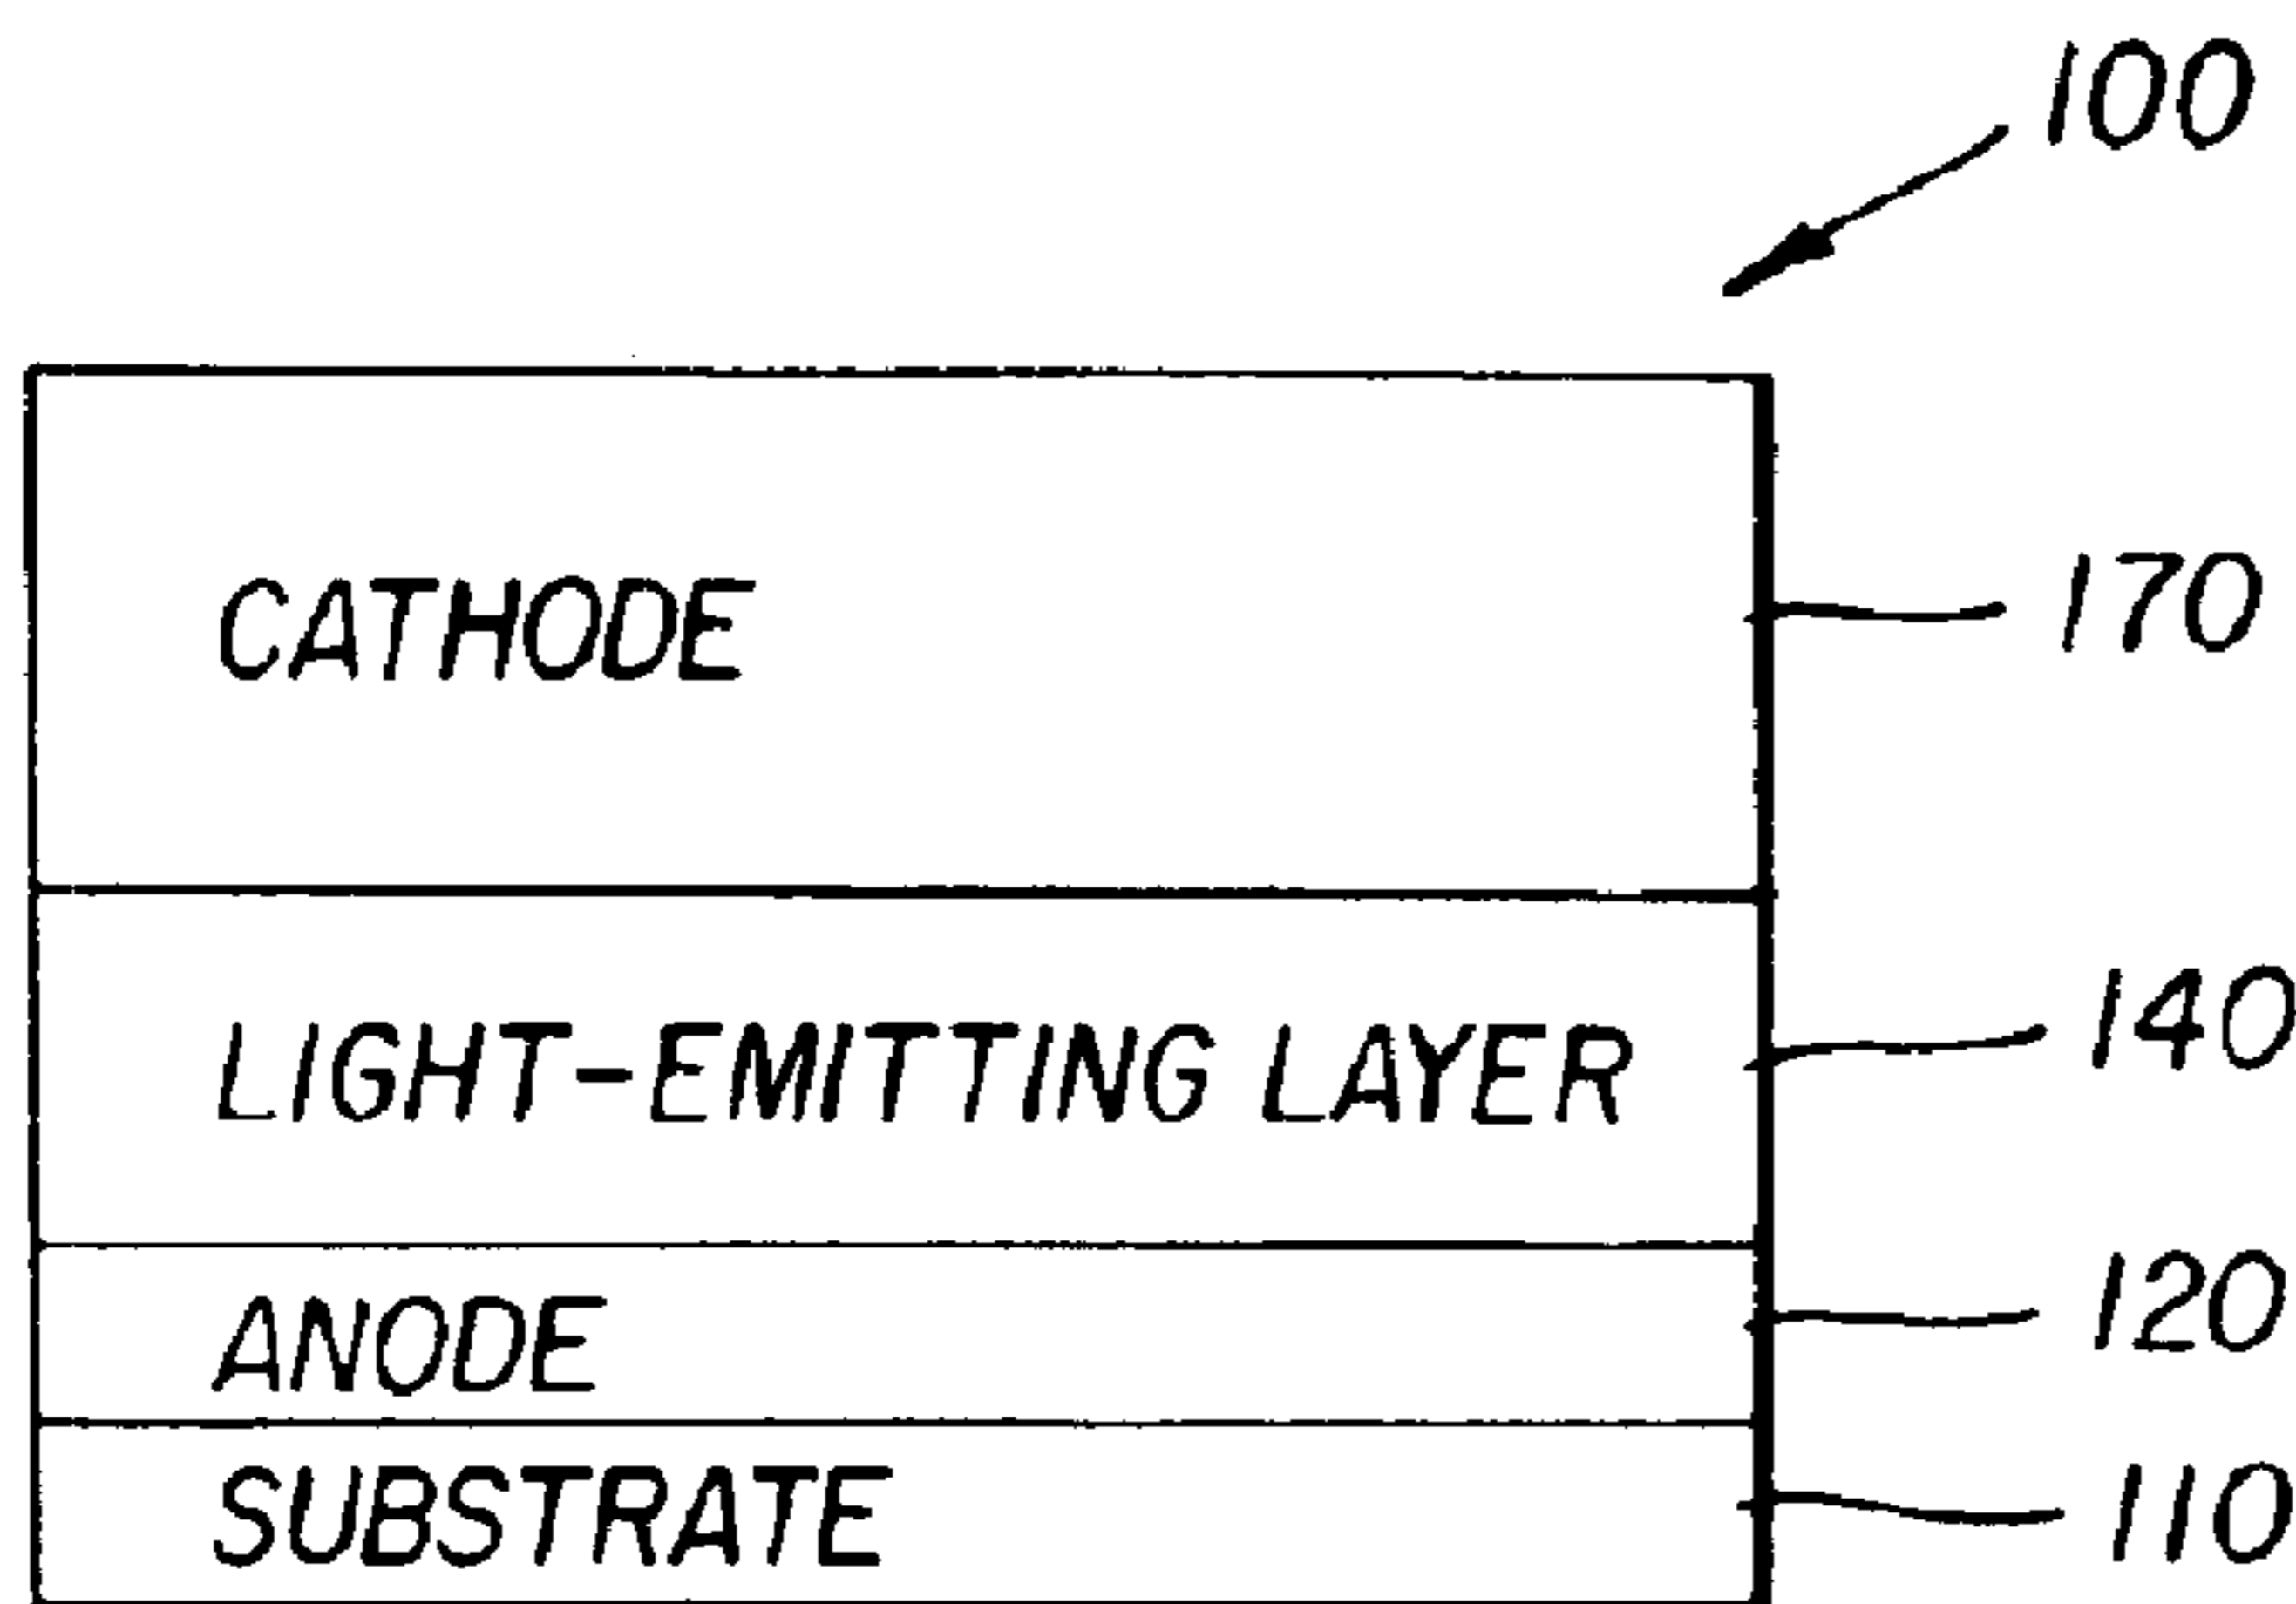 100
CATHODE 170
LIGHT-EMITTING LAYER 140
ANODE 120
SUBSTRATE 110